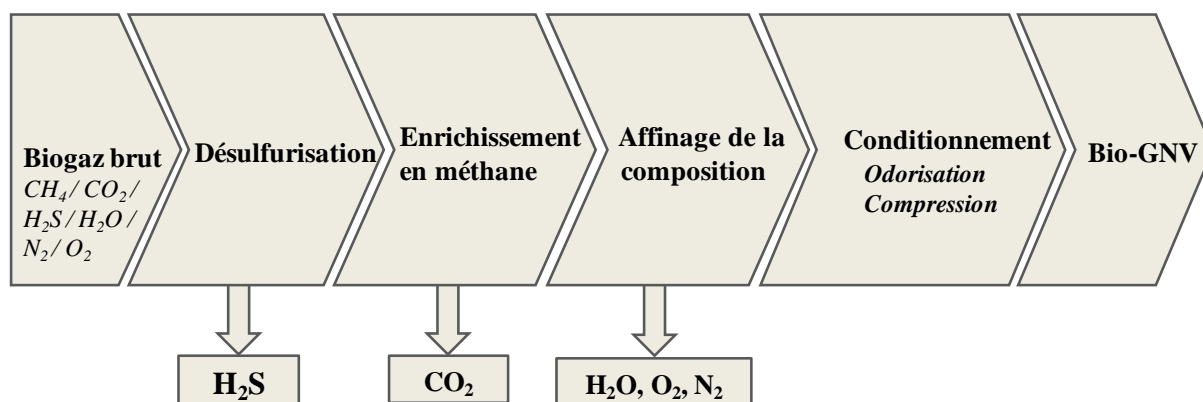 Biogaz brut
CH₄ / CO₂ /
H₂S / H₂O /
N₂ / O₂
Désulfurisation
Enrichissement
en méthane
Affinage de la
composition
Conditionnement
Odorisation
Compression
Bio-GNV
H₂S
CO₂
H₂O, O₂, N₂